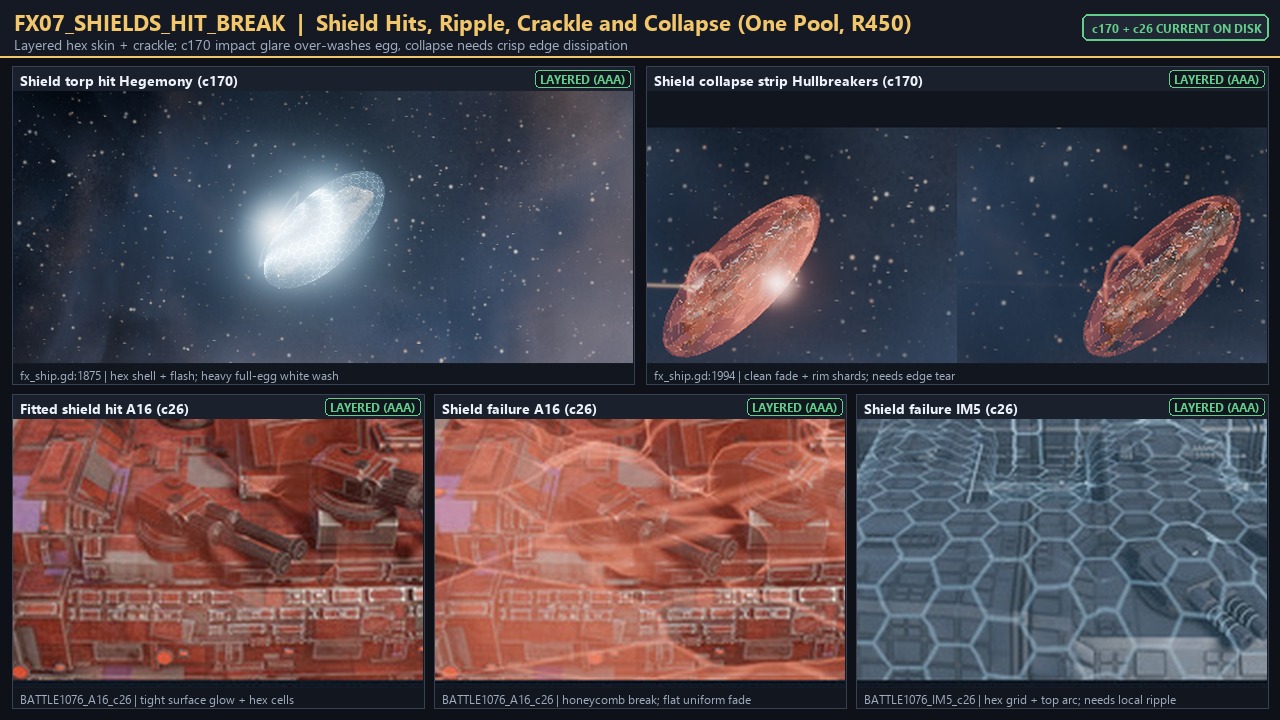 FX07_SHIELDS_HIT_BREAK | Shield Hits, Ripple, Crackle and Collapse (One Pool, R450)
Layered hex skin + crackle; c170 impact glare over-washes egg, collapse needs crisp edge dissipation
c170 + c26 CURRENT ON DISK
Shield torp hit Hegemony (c170)
LAYERED (AAA)
fx_ship.gd:1875 | hex shell + flash; heavy full-egg white wash
Shield collapse strip Hullbreakers (c170)
LAYERED (AAA)
fx_ship.gd:1994 | clean fade + rim shards; needs edge tear
Fitted shield hit A16 (c26)
LAYERED (AAA)
BATTLE1076_A16_c26 | tight surface glow + hex cells
Shield failure A16 (c26)
LAYERED (AAA)
BATTLE1076_A16_c26 | honeycomb break; flat uniform fade
Shield failure IM5 (c26)
LAYERED (AAA)
BATTLE1076_IM5_c26 | hex grid + top arc; needs local ripple